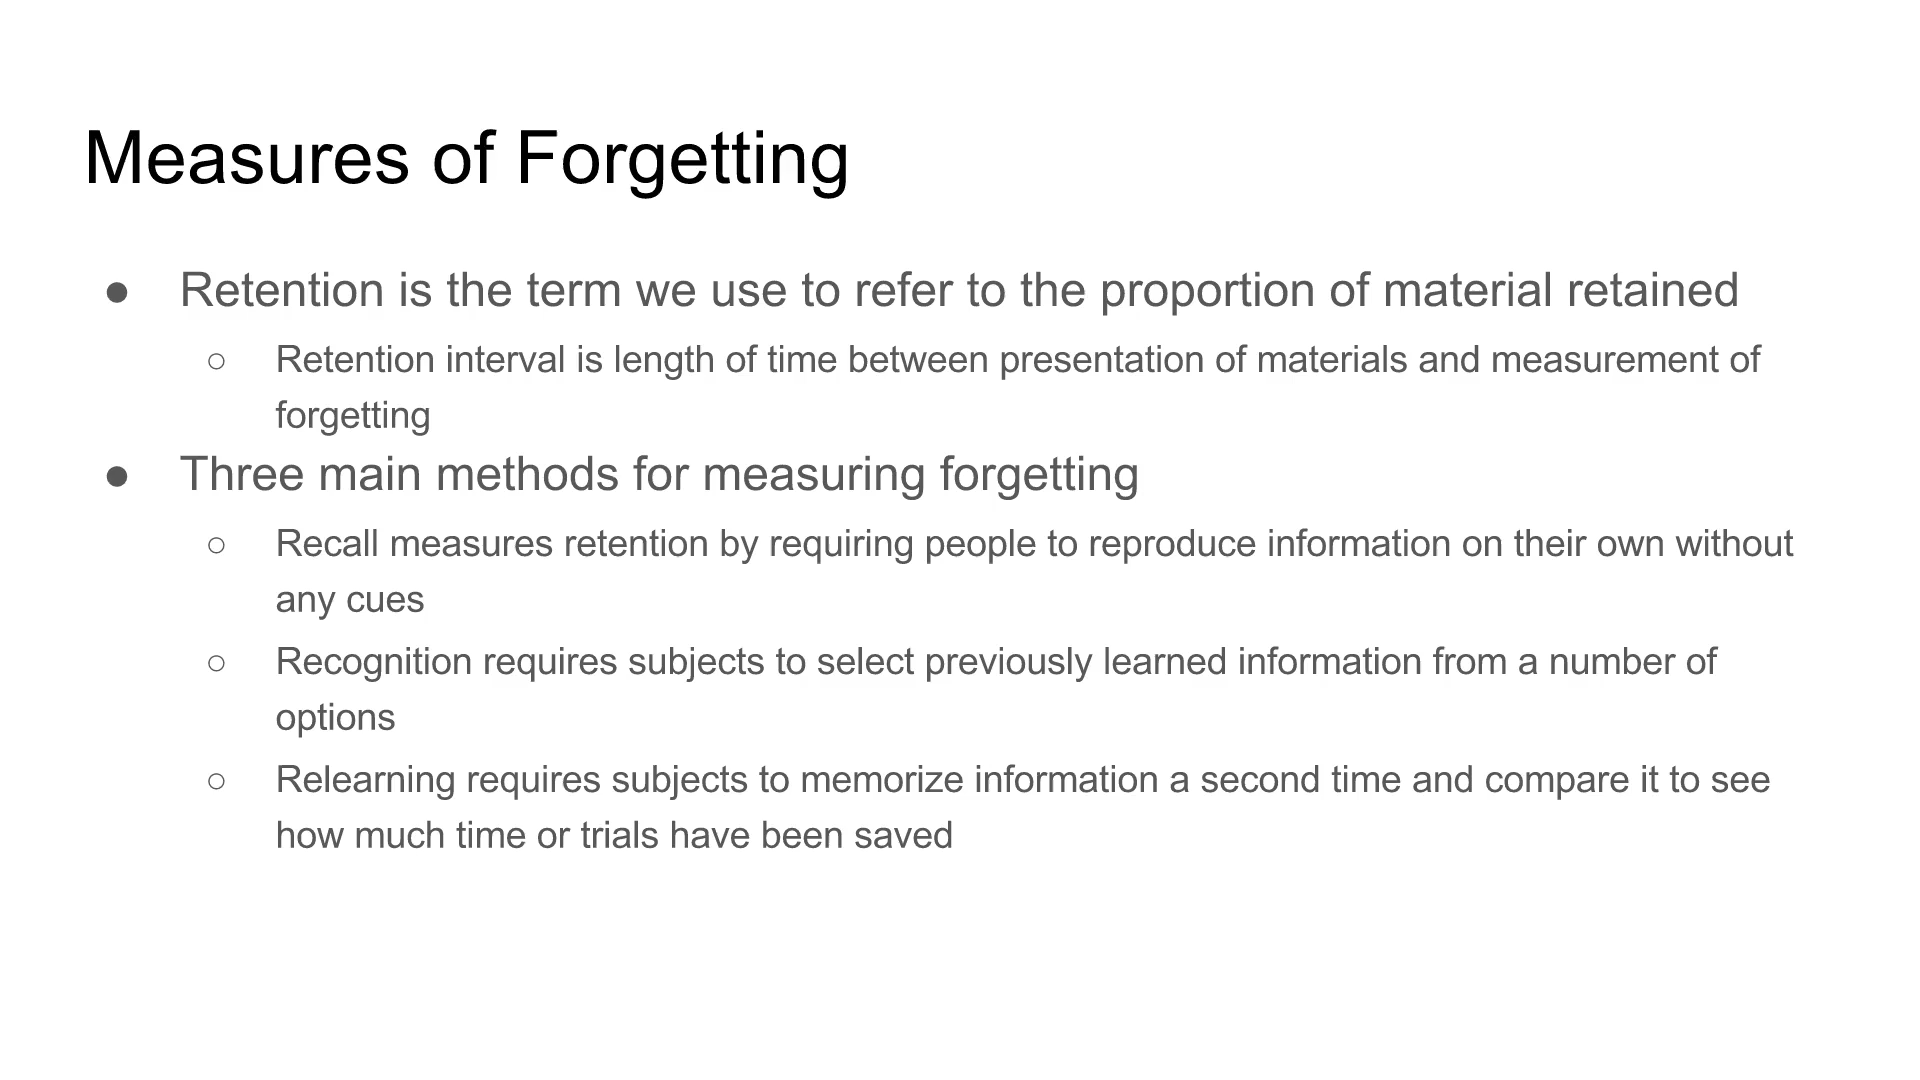 Measures of Forgetting
● Retention is the term we use to refer to the proportion of material retained
○ Retention interval is length of time between presentation of materials and measurement of
forgetting
● Three main methods for measuring forgetting
○ Recall measures retention by requiring people to reproduce information on their own without
any cues
○ Recognition requires subjects to select previously learned information from a number of
options
○ Relearning requires subjects to memorize information a second time and compare it to see
how much time or trials have been saved